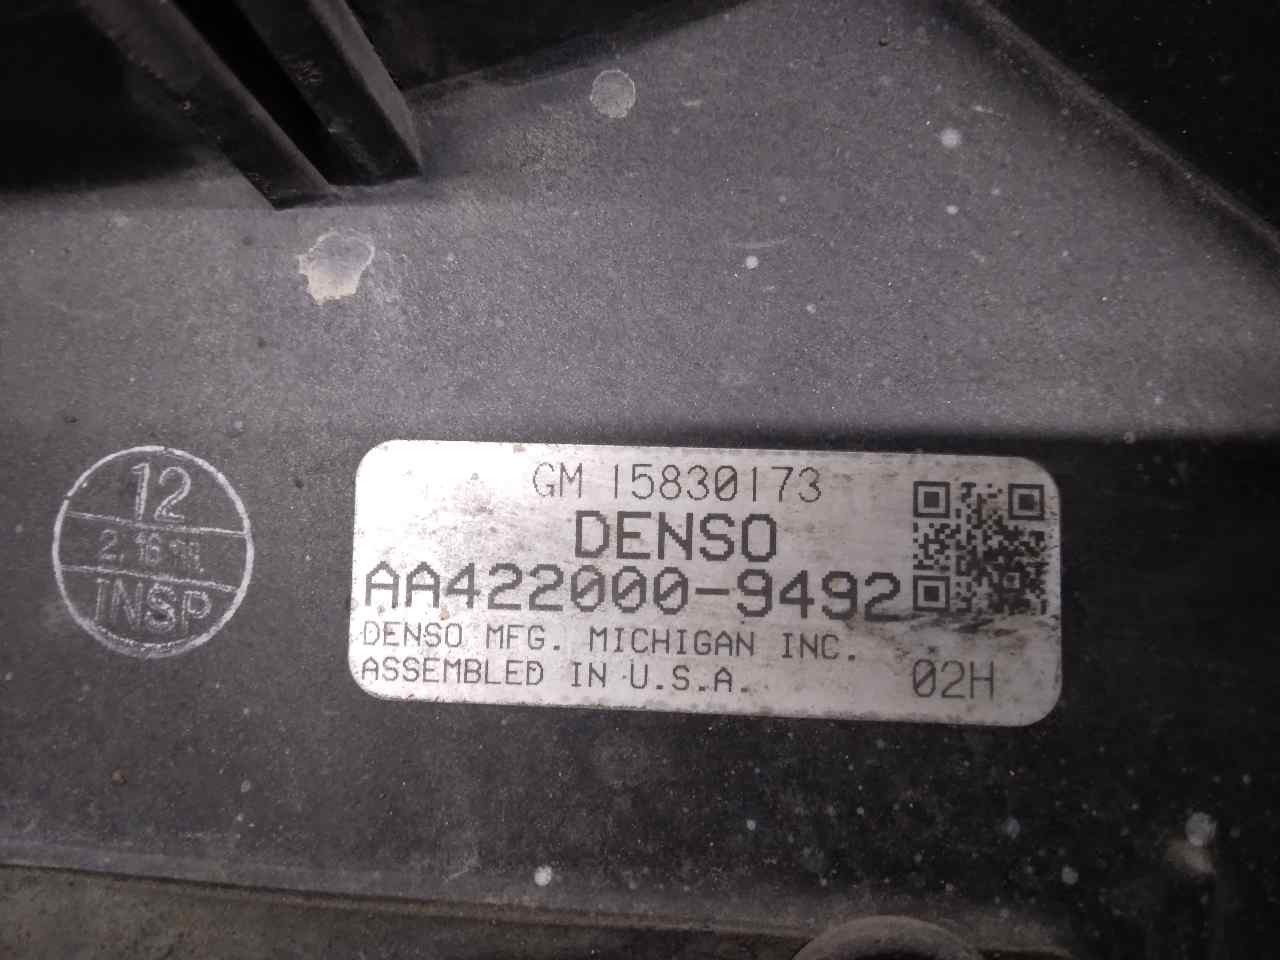 GM 15830173
DENSO
AA422000-9492
DENSO MFG. MICHIGAN INC.
ASSEMBLED IN U.S.A.
02H
12
INSP